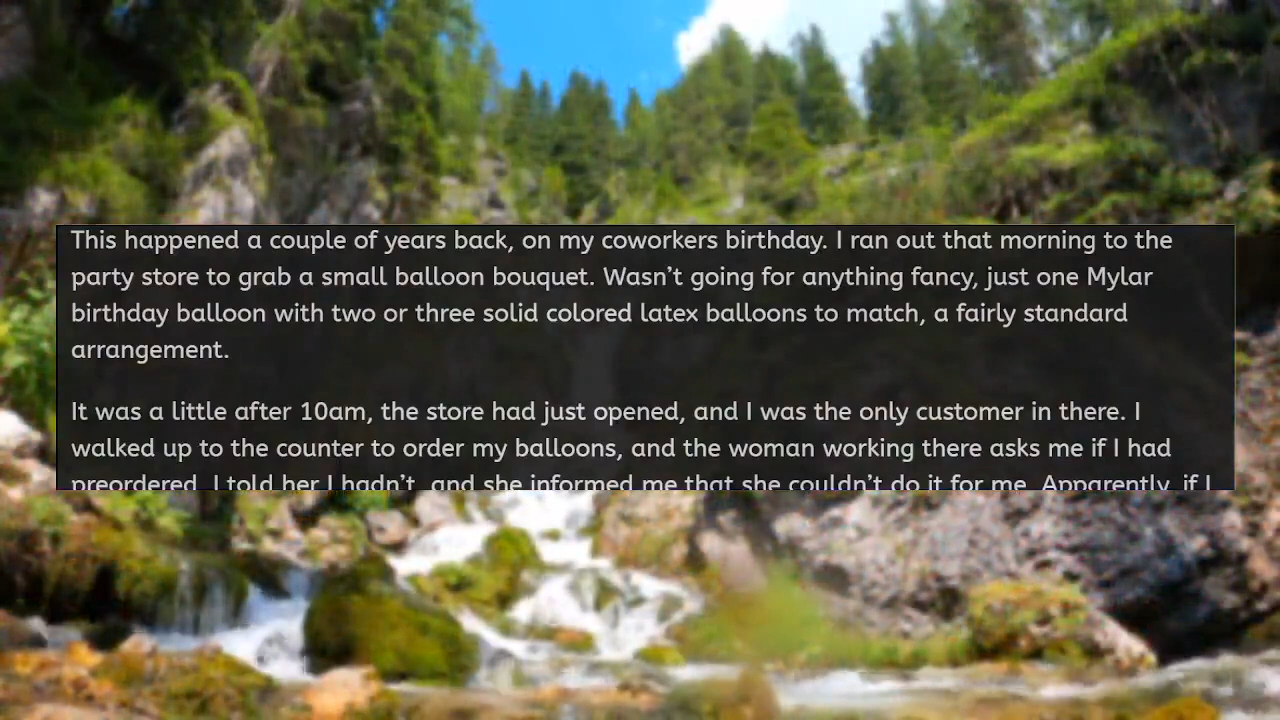 This happened a couple of years back, on my coworkers birthday. I ran out that morning to the
party store to grab a small balloon bouquet. Wasn’t going for anything fancy, just one Mylar
birthday balloon with two or three solid colored latex balloons to match, a fairly standard
arrangement.
It was a little after 10am, the store had just opened, and I was the only customer in there. I
walked up to the counter to order my balloons, and the woman working there asks me if I had
preordered. I told her I hadn’t, and she informed me that she couldn’t do it for me. Apparently, if I